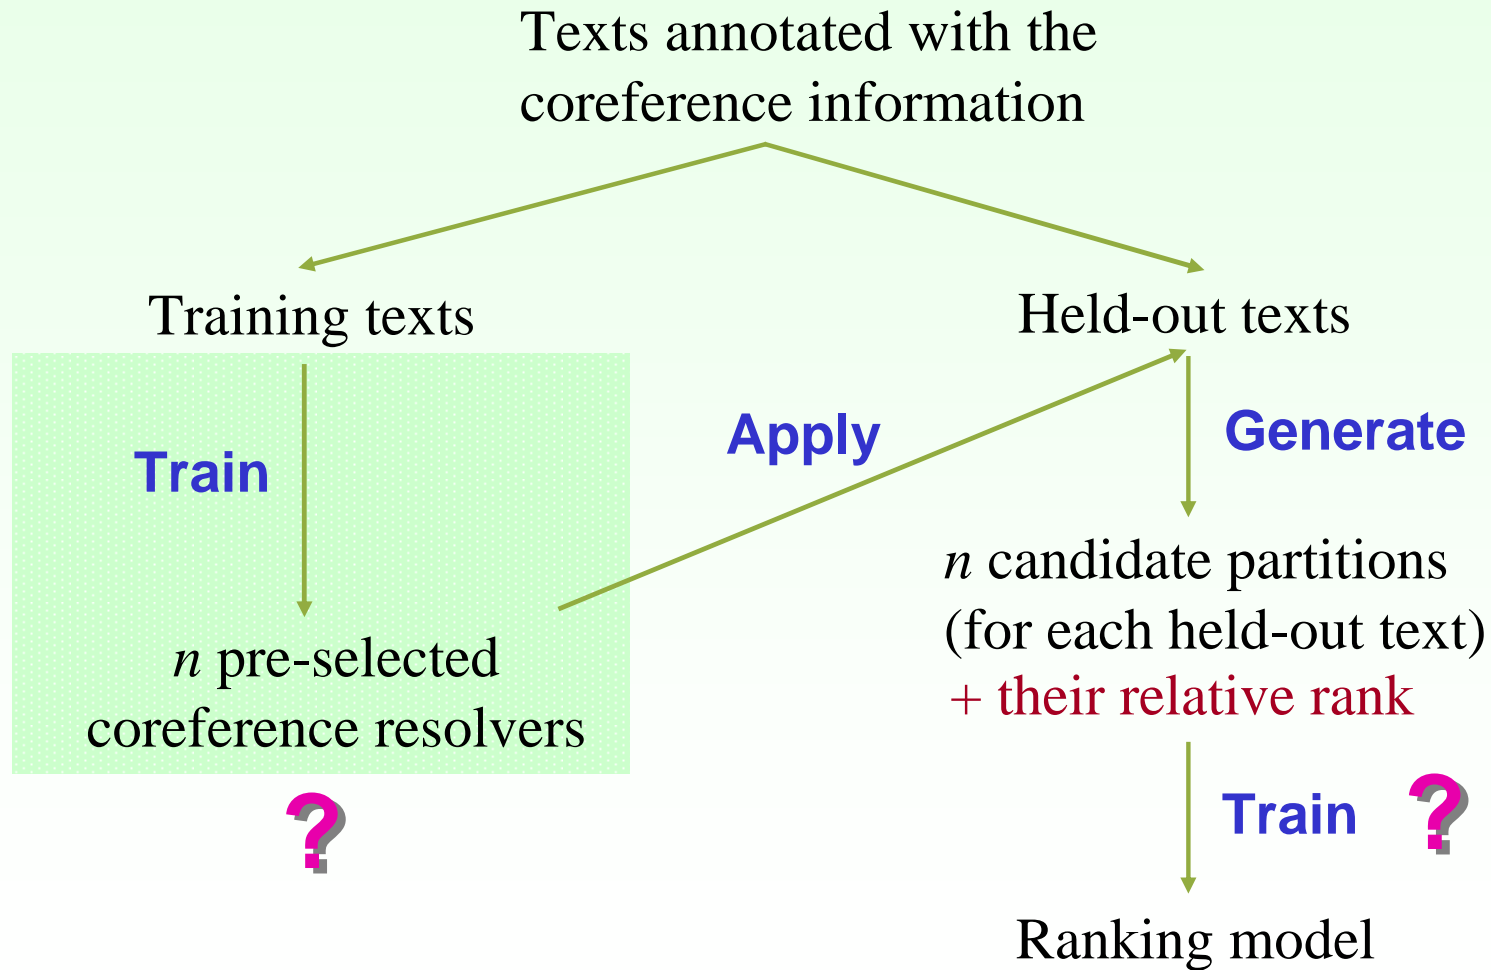 Texts annotated with the
coreference information
Training texts
Held-out texts
Train
Apply
Generate
n pre-selected
coreference resolvers
?
n candidate partitions
(for each held-out text)
+ their relative rank
Train ?
Ranking model